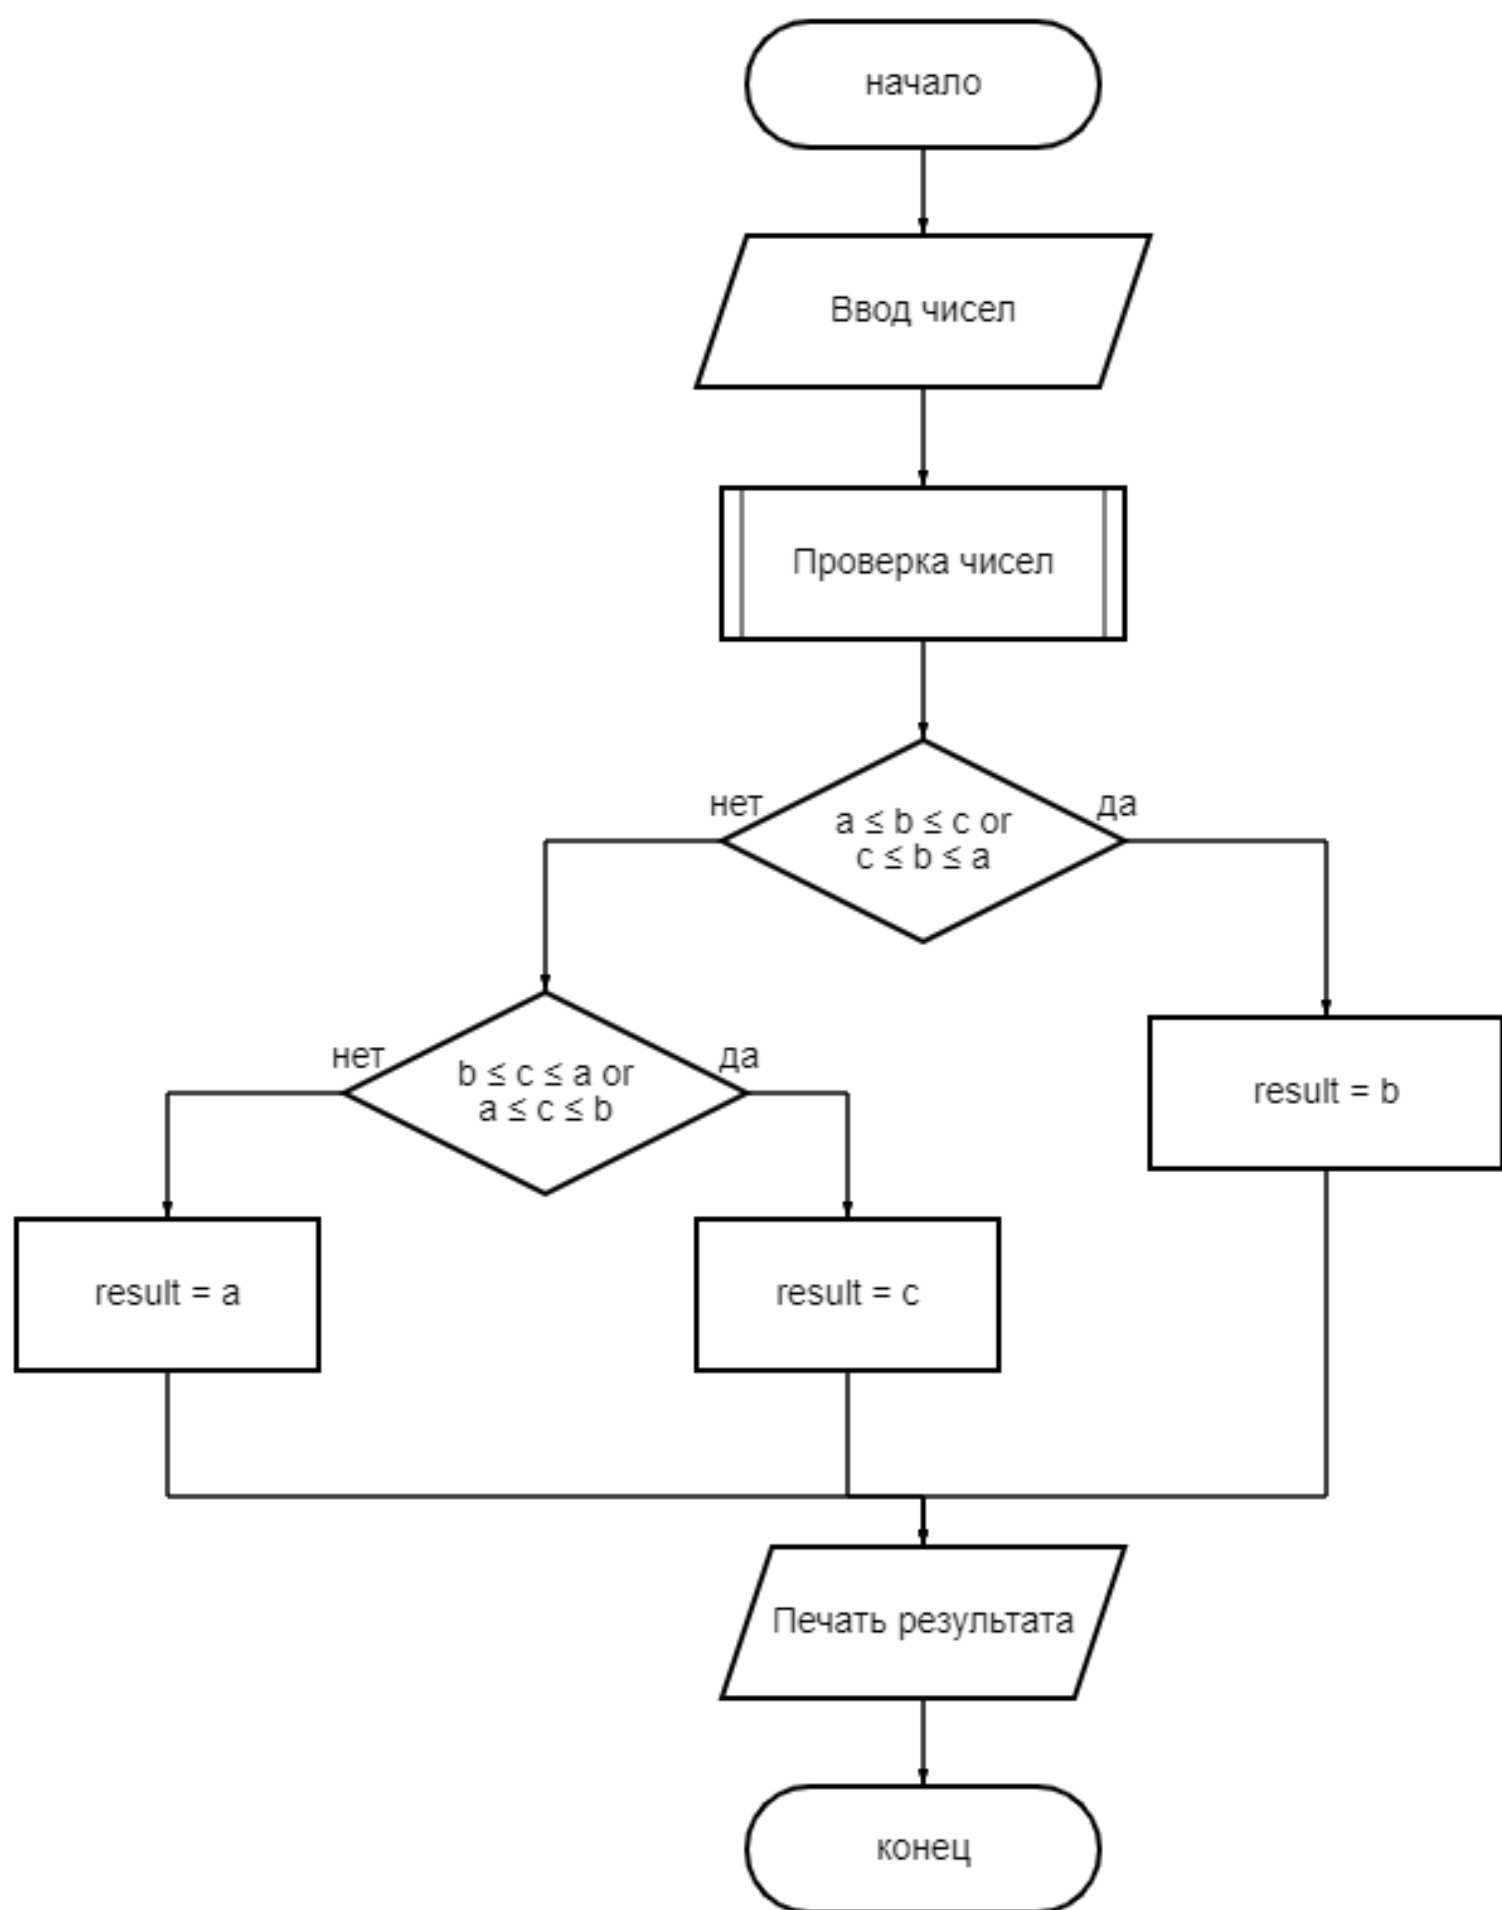 начало
Ввод чисел
Проверка чисел
нет
да
a ≤ b ≤ c or
c ≤ b ≤ a
нет
да
b ≤ c ≤ a or
a ≤ c ≤ b
result = b
result = a
result = c
Печать результата
конец